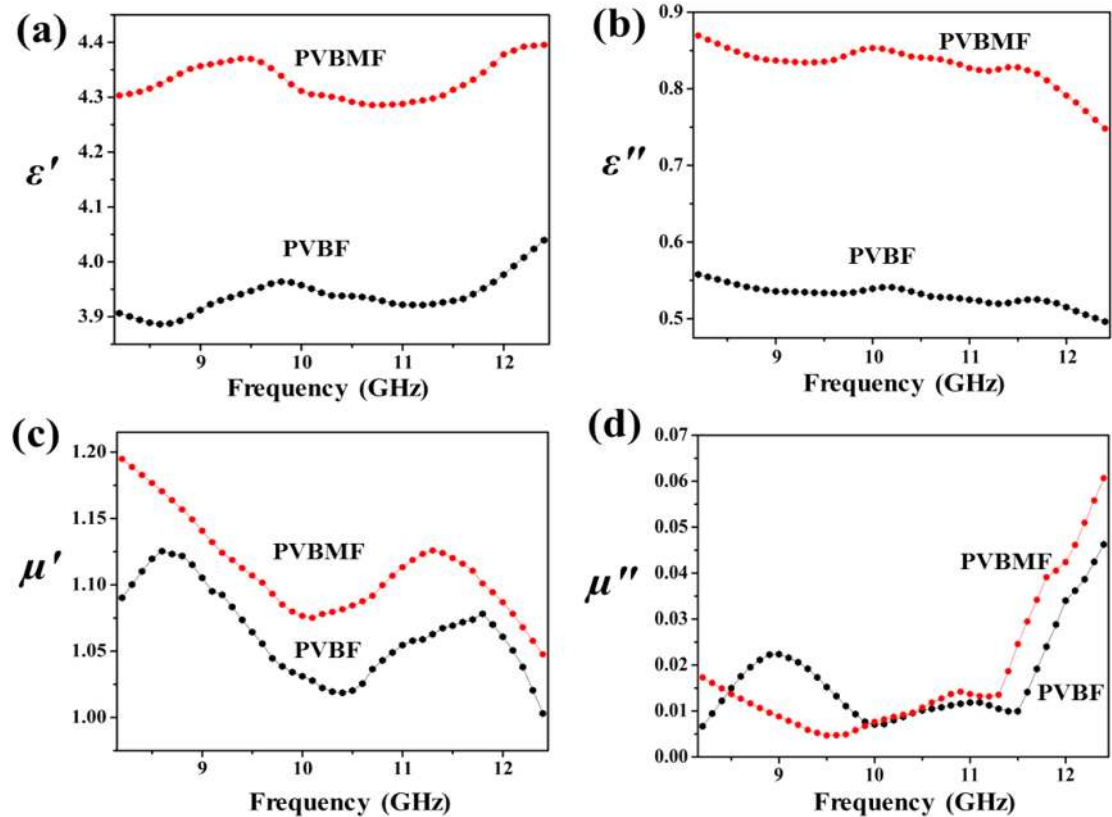 (a)
4.4
4.3
4.2
4.1
4.0
3.9
ε'
PVBMF
PVBF
9 10 11 12
Frequency (GHz)
(b)
0.9
0.8
0.7
0.6
0.5
ε''
PVBMF
PVBF
9 10 11 12
Frequency (GHz)
(c)
1.20
1.15
1.10
1.05
1.00
μ'
PVBMF
PVBF
9 10 11 12
Frequency (GHz)
(d)
0.07
0.06
0.05
0.04
0.03
0.02
0.01
0.00
μ''
PVBMF
PVBF
9 10 11 12
Frequency (GHz)